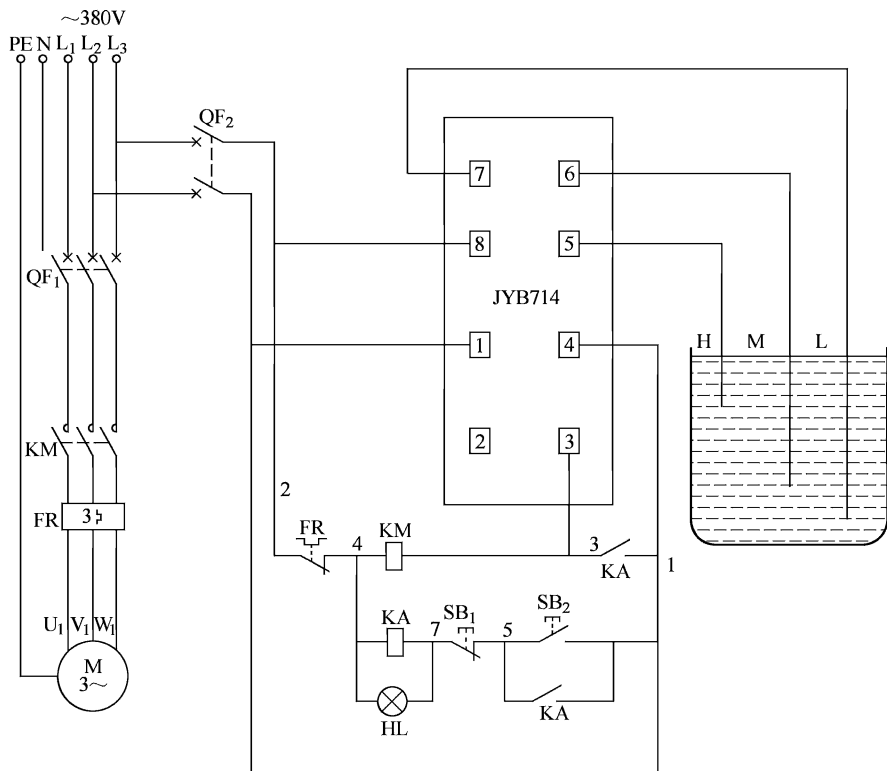 ～380V
PE N L₁ L₂ L₃
QF₂
7 6
8 5
QF₁
JYB714
H M L
1 4
KM
2 3
2
FR 3
FR 4 KM 3 KA 1
U₁ V₁ W₁
KA 7 SB₁ 5 SB₂
M
3～
HL KA